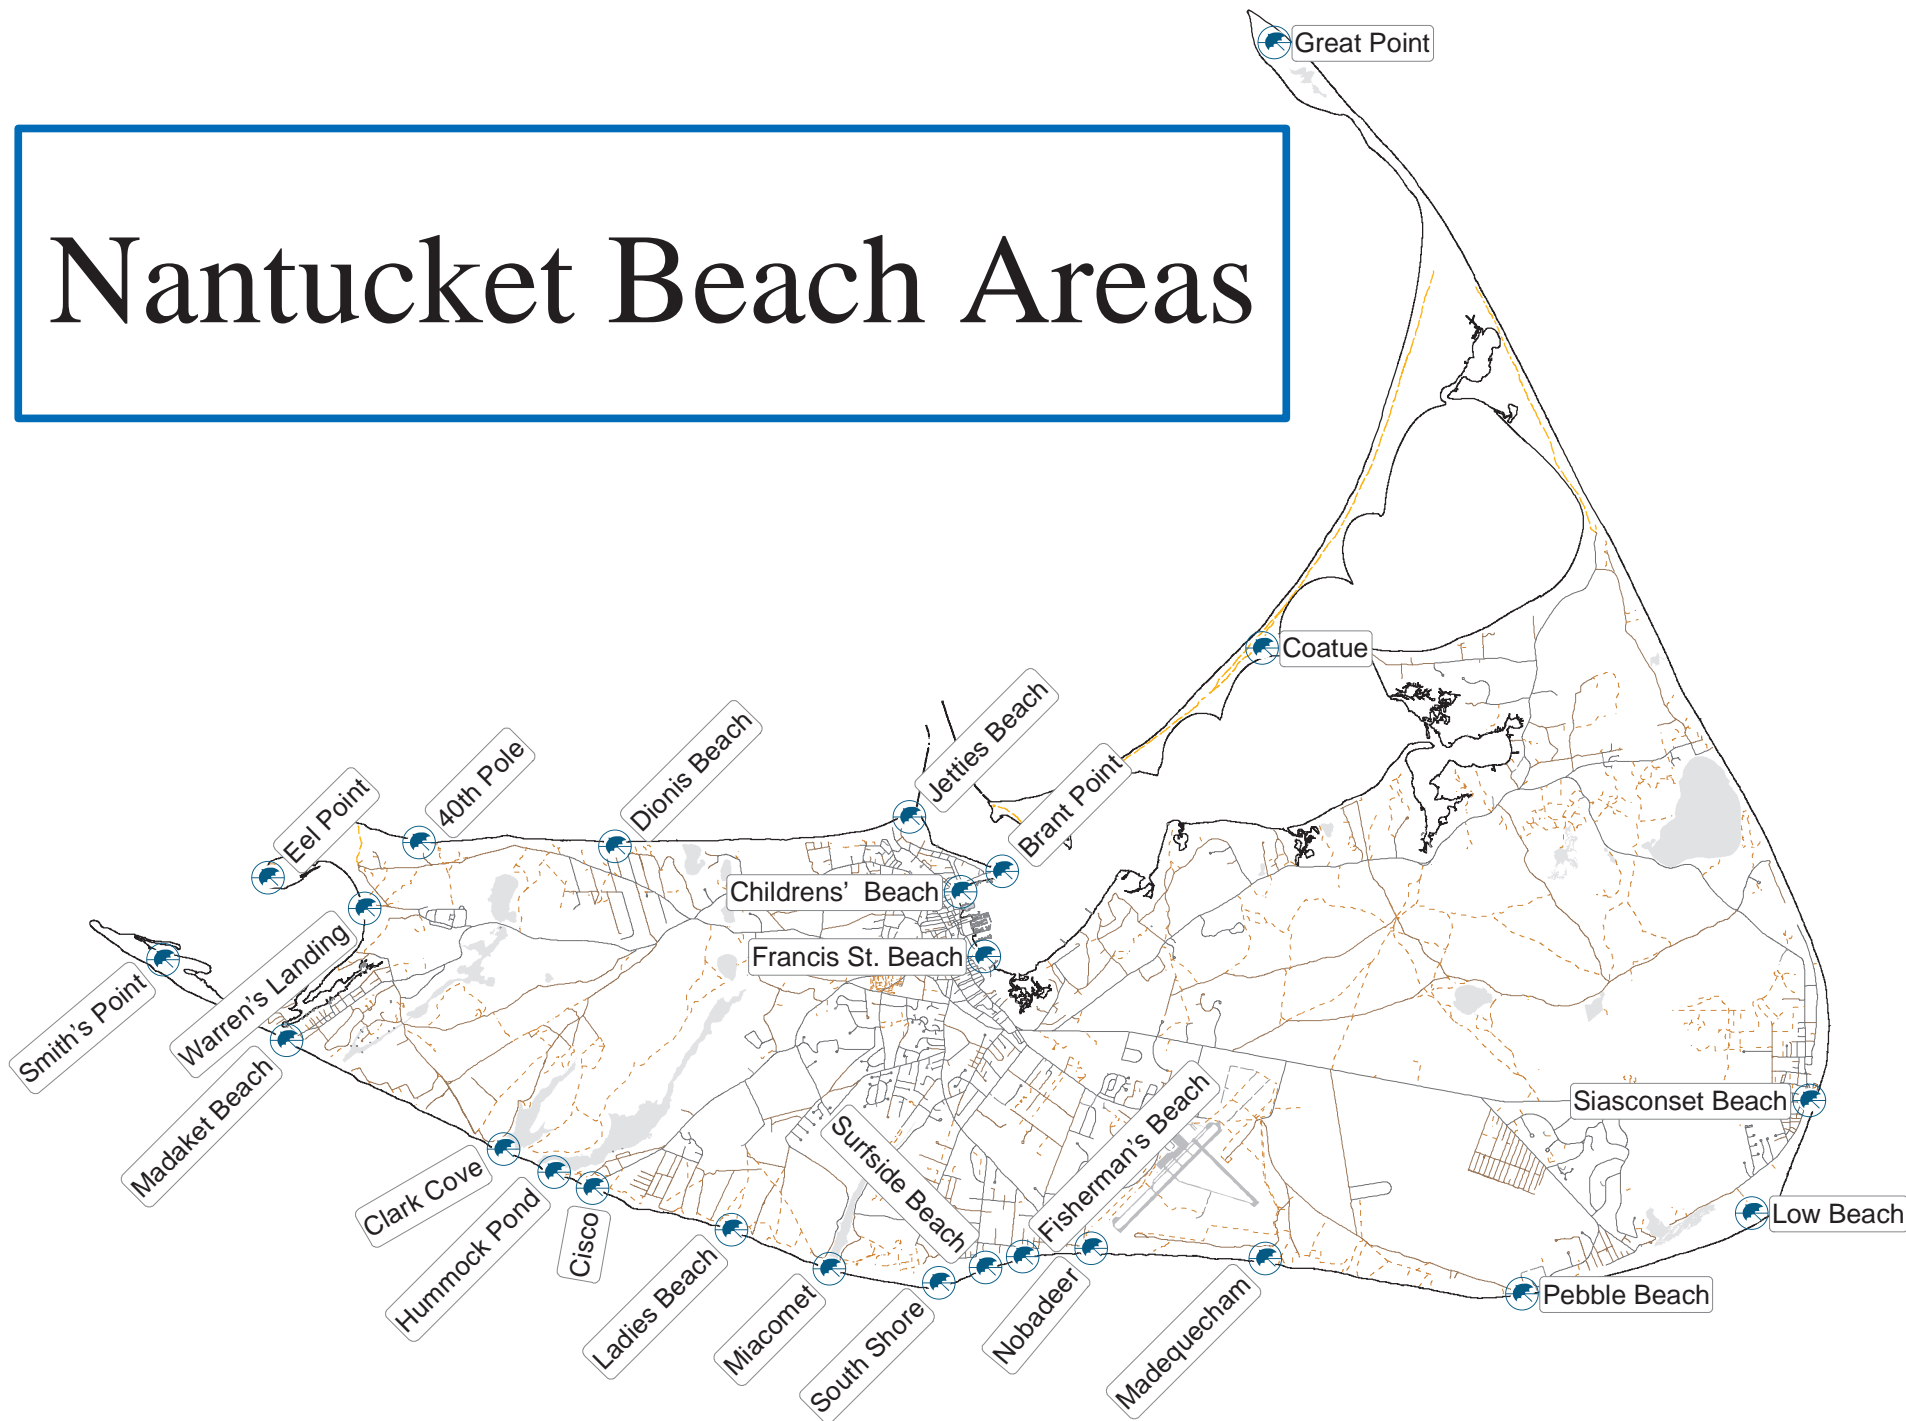 Great Point
Nantucket Beach Areas
Coatue
Jetties Beach
Dionis Beach
40th Pole
Brant Point
Eel Point
Childrens’ Beach
Francis St. Beach
Warren's Landing
Smith's Point
Madaket Beach
Siasconset Beach
Fisherman's Beach
Surfside Beach
Clark Cove
Hummock Pond
Cisco
Low Beach
Ladies Beach
Miacomet
South Shore
Nobadeer
Madequecham
Pebble Beach